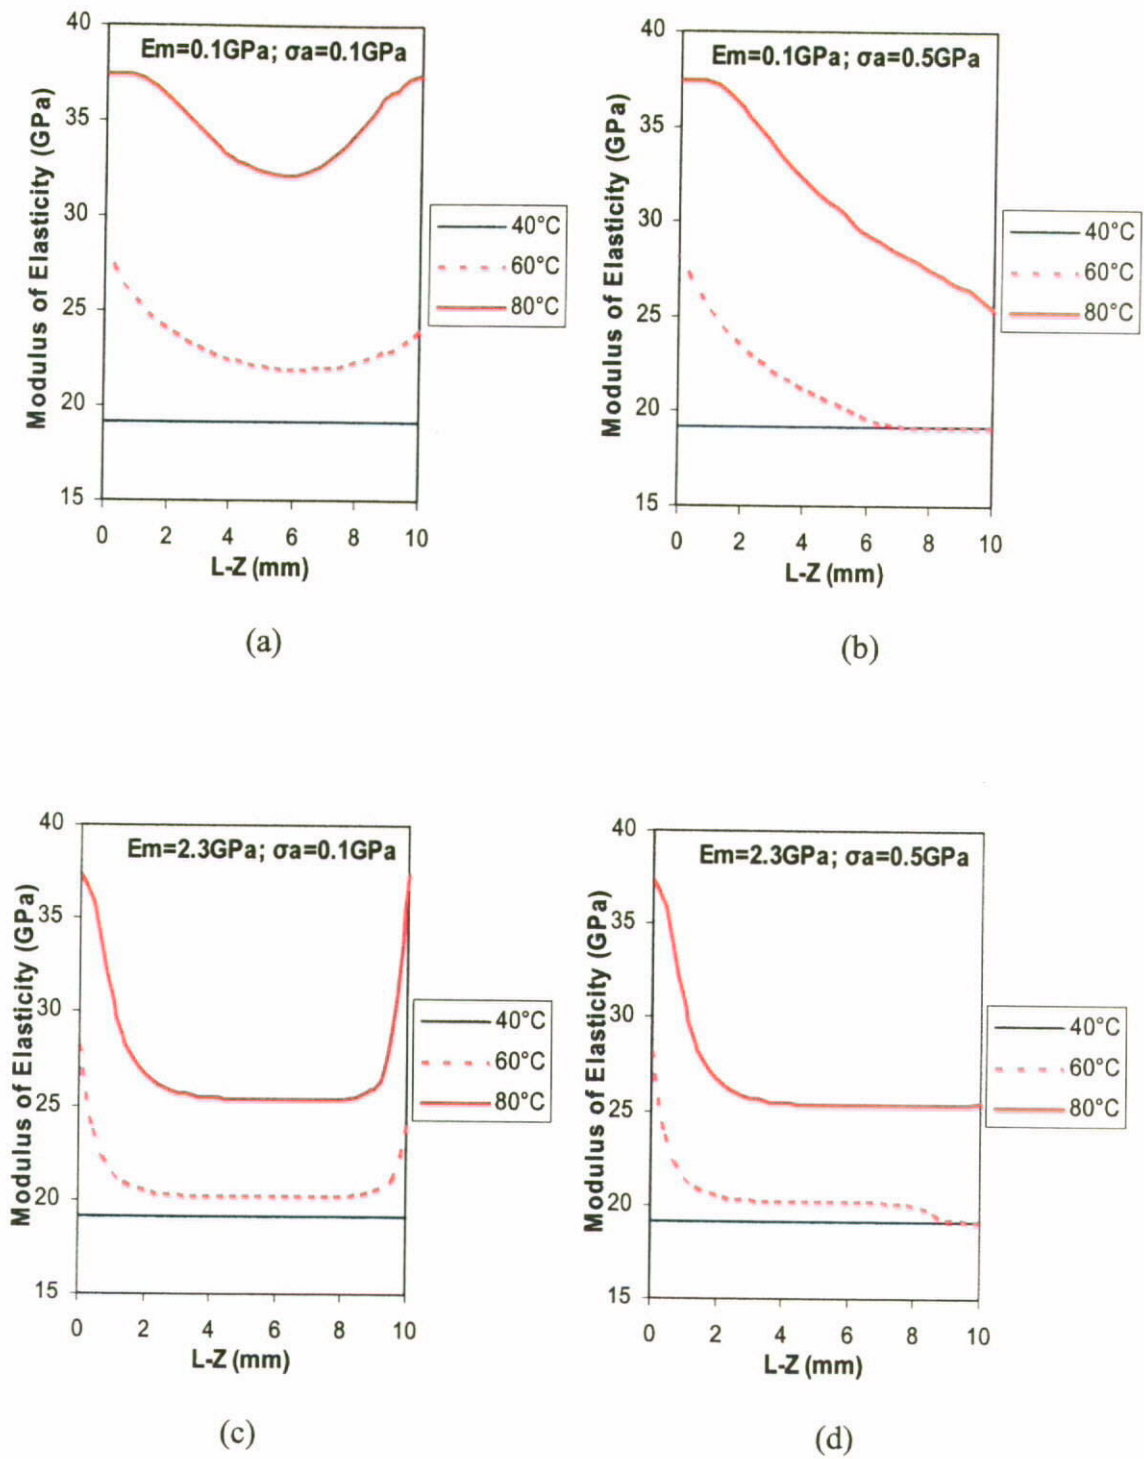 Em=0.1GPa; σa=0.1GPa
Modulus of Elasticity (GPa)
40
35
30
25
20
15
0 2 4 6 8 10
L-Z (mm)
40°C
60°C
80°C
(a)
Em=0.1GPa; σa=0.5GPa
Modulus of Elasticity (GPa)
40
35
30
25
20
15
0 2 4 6 8 10
L-Z (mm)
40°C
60°C
80°C
(b)
Em=2.3GPa; σa=0.1GPa
Modulus of Elasticity (GPa)
40
35
30
25
20
15
0 2 4 6 8 10
L-Z (mm)
40°C
60°C
80°C
(c)
Em=2.3GPa; σa=0.5GPa
Modulus of Elasticity (GPa)
40
35
30
25
20
15
0 2 4 6 8 10
L-Z (mm)
40°C
60°C
80°C
(d)